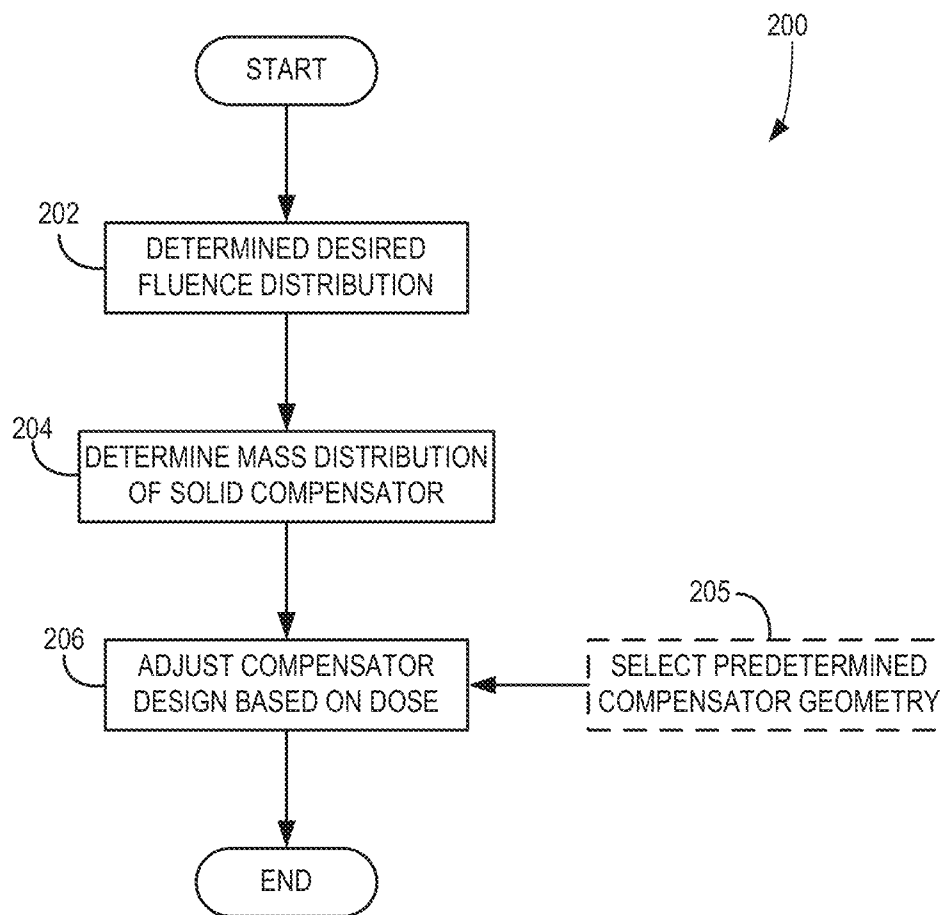 200
START
202
DETERMINED DESIRED
FLUENCE DISTRIBUTION
204
DETERMINE MASS DISTRIBUTION
OF SOLID COMPENSATOR
205
206
ADJUST COMPENSATOR
DESIGN BASED ON DOSE
SELECT PREDETERMINED
COMPENSATOR GEOMETRY
END